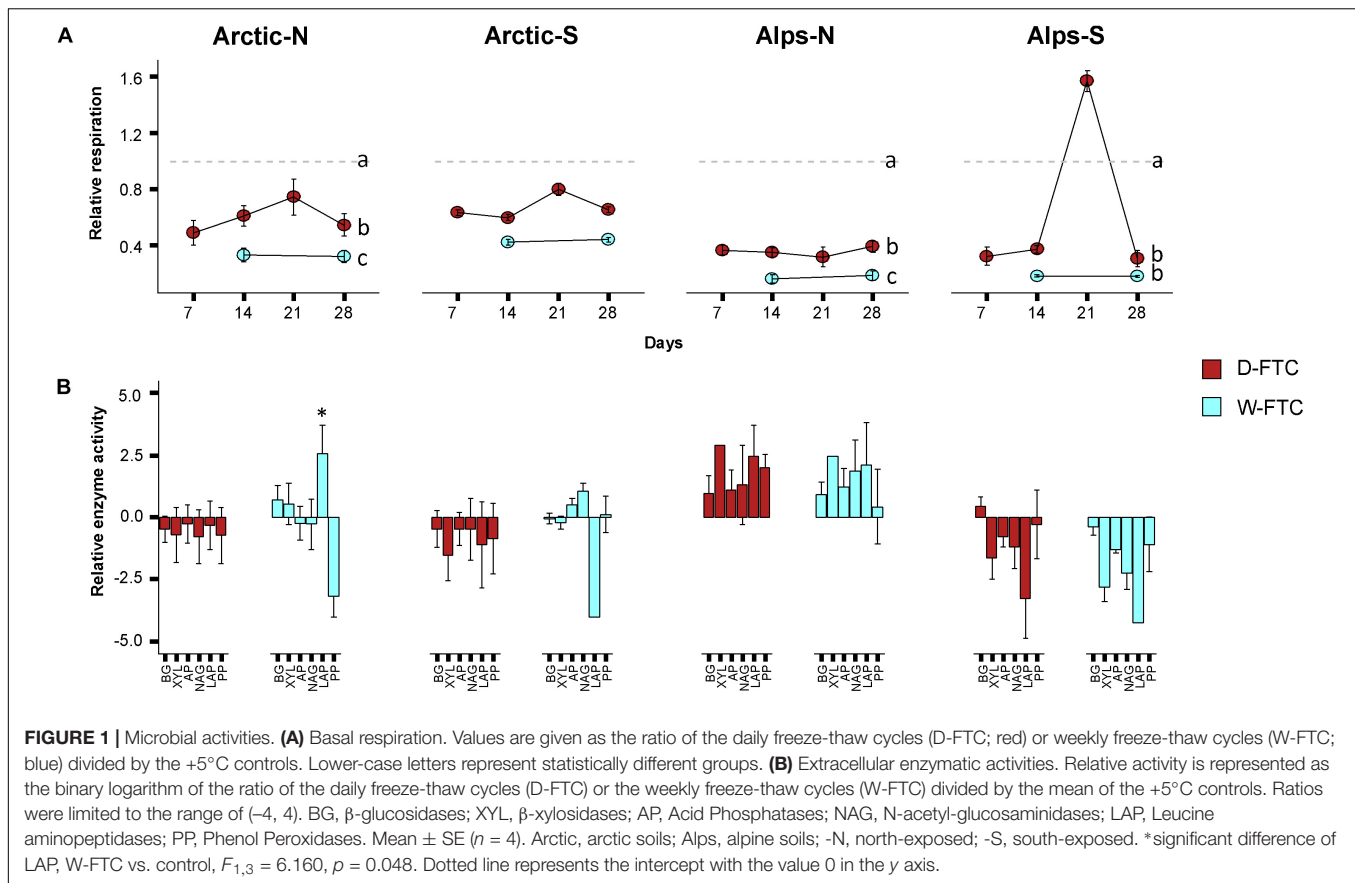 A
Arctic-N Arctic-S Alps-N Alps-S
Relative respiration
1.6
1.2
0.8
0.4
a
b
c
a
b
c
a
b
b
7 14 21 28 7 14 21 28 7 14 21 28 7 14 21 28
Days
B
Relative enzyme activity
5.0
2.5
0.0
-2.5
-5.0
*
D-FTC
W-FTC
BG XYL AP NAG LAP PP BG XYL AP NAG LAP PP BG XYL AP NAG LAP PP BG XYL AP NAG LAP PP BG XYL AP NAG LAP PP BG XYL AP NAG LAP PP BG XYL AP NAG LAP PP BG XYL AP NAG LAP PP
FIGURE 1 | Microbial activities. (A) Basal respiration. Values are given as the ratio of the daily freeze-thaw cycles (D-FTC; red) or weekly freeze-thaw cycles (W-FTC;
blue) divided by the +5°C controls. Lower-case letters represent statistically different groups. (B) Extracellular enzymatic activities. Relative activity is represented as
the binary logarithm of the ratio of the daily freeze-thaw cycles (D-FTC) or the weekly freeze-thaw cycles (W-FTC) divided by the mean of the +5°C controls. Ratios
were limited to the range of (–4, 4). BG, β-glucosidases; XYL, β-xylosidases; AP, Acid Phosphatases; NAG, N-acetyl-glucosaminidases; LAP, Leucine
aminopeptidases; PP, Phenol Peroxidases. Mean ± SE (n = 4). Arctic, arctic soils; Alps, alpine soils; -N, north-exposed; -S, south-exposed. *significant difference of
LAP, W-FTC vs. control, F1,3 = 6.160, p = 0.048. Dotted line represents the intercept with the value 0 in the y axis.